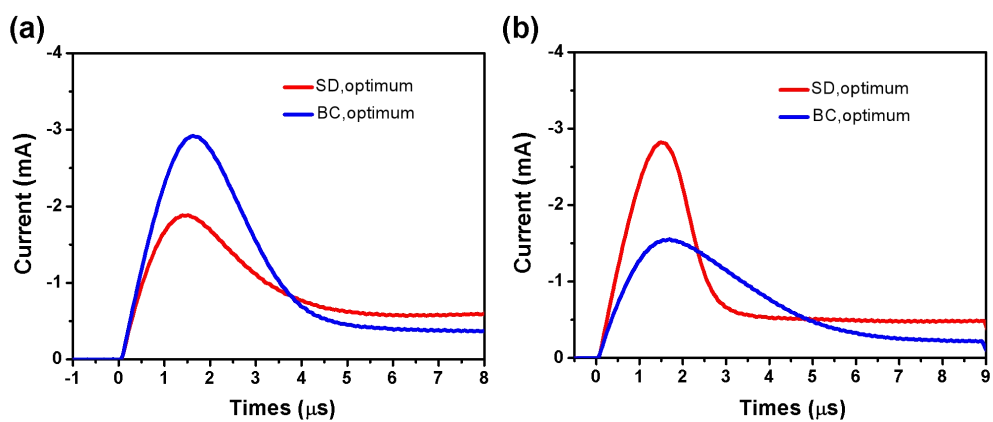 (a)
-4
-3
-2
-1
0
Current (mA)
SD,optimum
BC,optimum
-1 0 1 2 3 4 5 6 7 8
Times (μs)
(b)
-4
-3
-2
-1
0
Current (mA)
SD,optimum
BC,optimum
0 1 2 3 4 5 6 7 8 9
Times (μs)